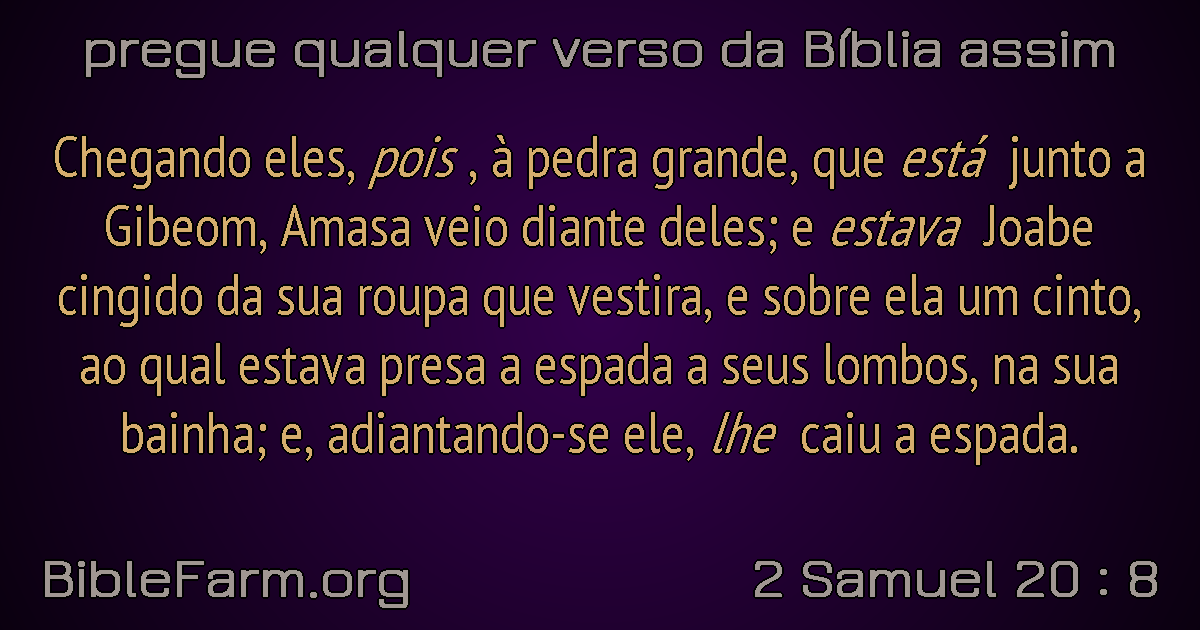 pregue qualquer verso da Bíblia assim
Chegando eles, pois , à pedra grande, que está junto a
Gibeom, Amasa veio diante deles; e estava Joabe
cingido da sua roupa que vestira, e sobre ela um cinto,
ao qual estava presa a espada a seus lombos, na sua
bainha; e, adiantando-se ele, lhe caiu a espada.
BibleFarm.org
2 Samuel 20 : 8